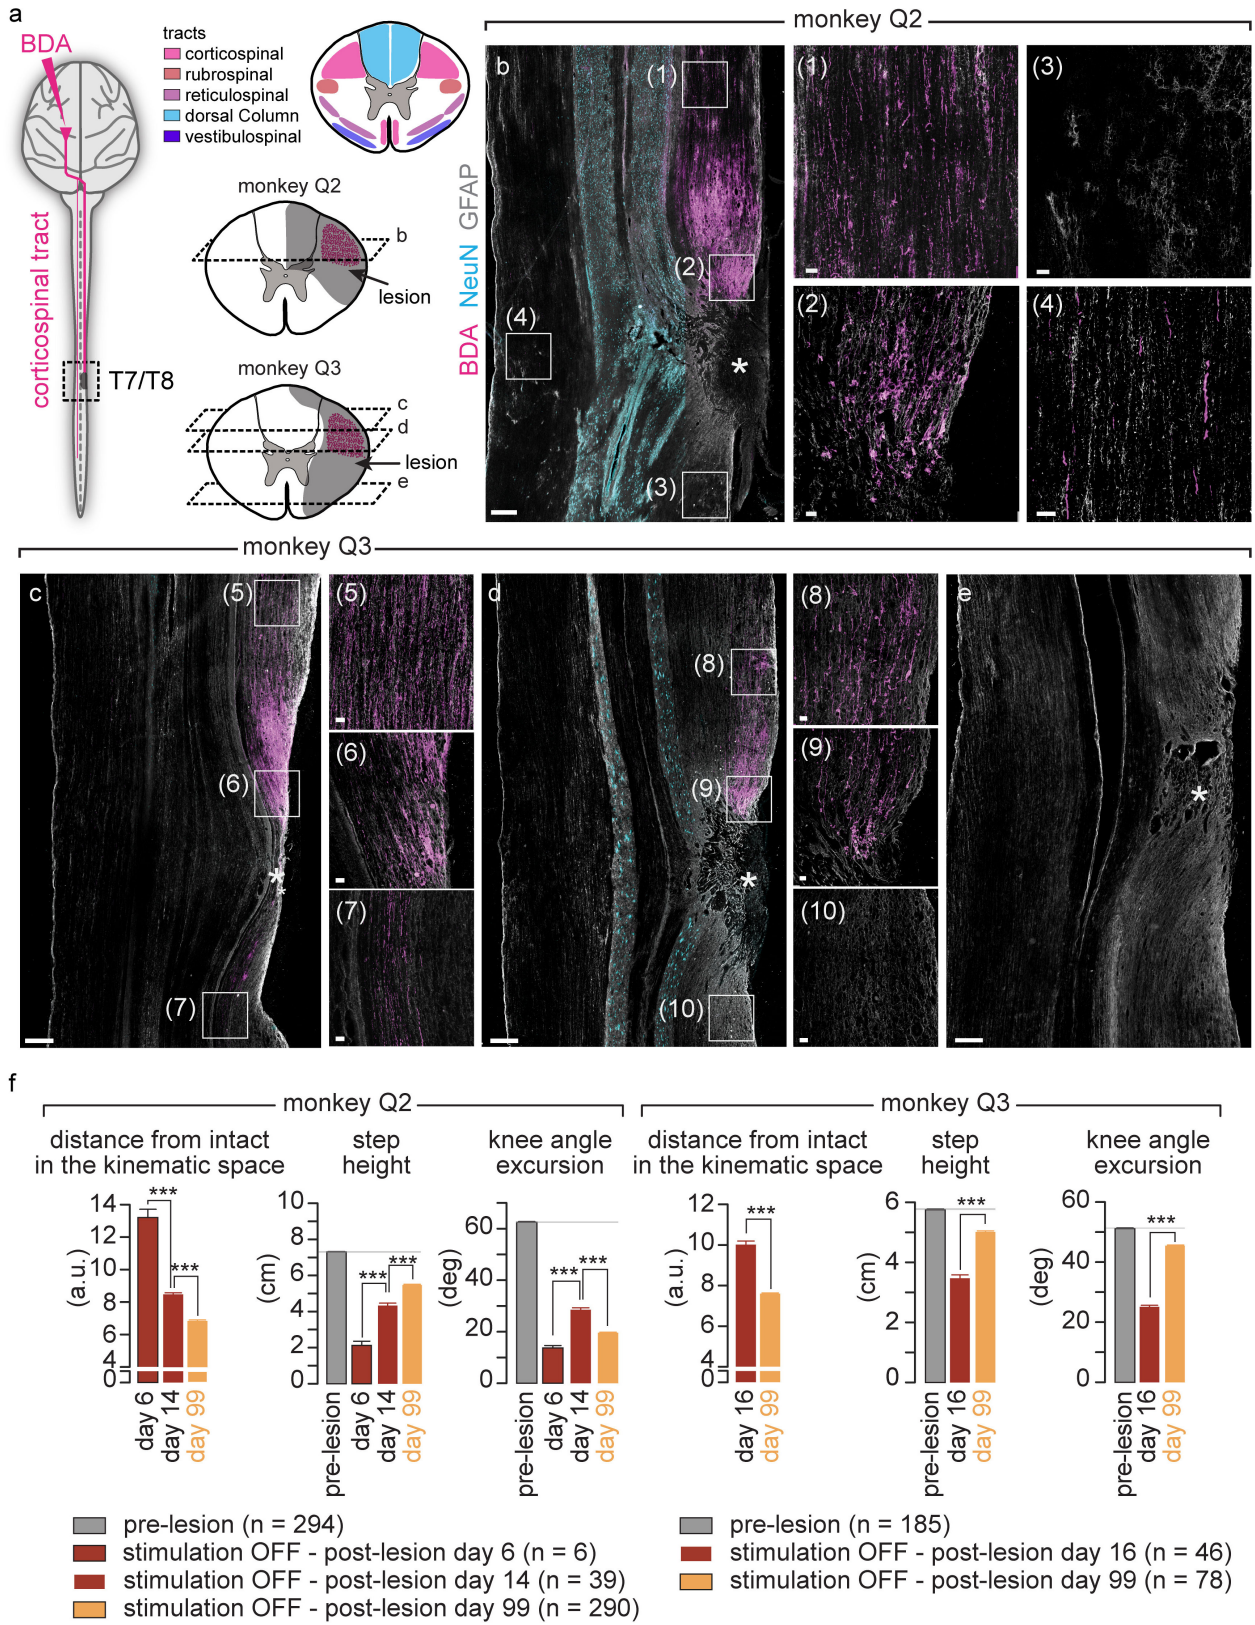 a
BDA
corticospinal tract
T7/T8
tracts
corticospinal
rubrospinal
reticulospinal
dorsal Column
vestibulospinal
monkey Q2
b
lesion
monkey Q3
c
d
lesion
e
monkey Q2
BDA NeuN GFAP
b
(1)
(2)
(4)
*
(3)
(1)
(3)
(2)
(4)
monkey Q3
c
(5)
(6)
*
*
(7)
(5)
(6)
(7)
d
(8)
(9)
*
(10)
(8)
(9)
(10)
e
*
f
monkey Q2
distance from intact
in the kinematic space
(a.u.)
14
12
10
8
6
4
0
***
***
day 6
day 14
day 99
step
height
(cm)
10
8
6
4
2
0
***
***
pre-lesion
day 6
day 14
day 99
knee angle
excursion
(deg)
60
40
20
0
***
***
pre-lesion
day 6
day 14
day 99
monkey Q3
distance from intact
in the kinematic space
(a.u.)
12
10
8
6
4
0
***
day 16
day 99
step
height
(cm)
6
4
2
0
***
pre-lesion
day 16
day 99
knee angle
excursion
(deg)
60
40
20
0
***
pre-lesion
day 16
day 99
pre-lesion (n = 294)
stimulation OFF - post-lesion day 6 (n = 6)
stimulation OFF - post-lesion day 14 (n = 39)
stimulation OFF - post-lesion day 99 (n = 290)
pre-lesion (n = 185)
stimulation OFF - post-lesion day 16 (n = 46)
stimulation OFF - post-lesion day 99 (n = 78)